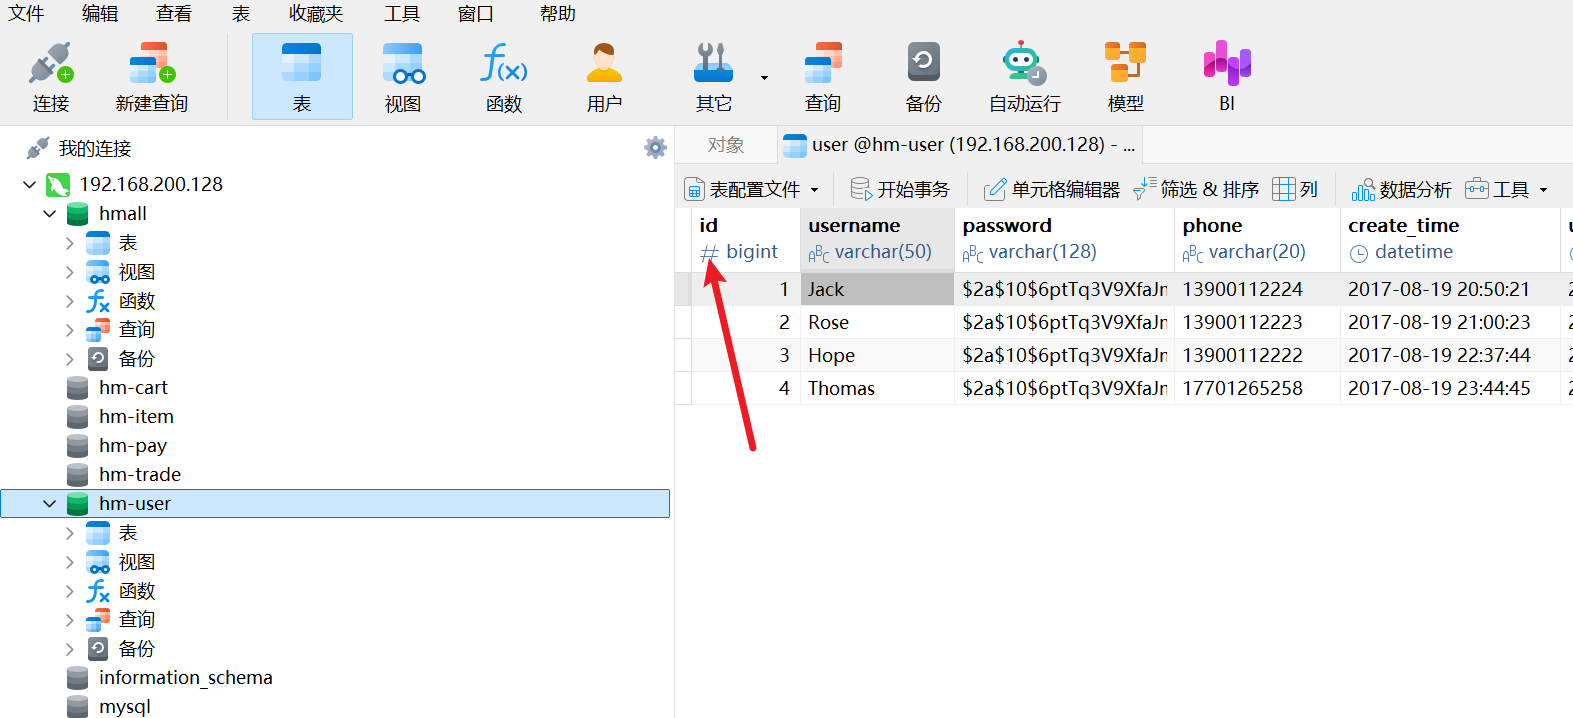 文件 编辑 查看 表 收藏夹 工具 窗口 帮助
连接 新建查询 表 视图 函数 用户 其它 查询 备份 自动运行 模型 BI
我的连接
192.168.200.128
hmall
表
视图
函数
查询
备份
hm-cart
hm-item
hm-pay
hm-trade
hm-user
表
视图
函数
查询
备份
information_schema
mysql
对象 user @hm-user (192.168.200.128) - ...
表配置文件 开始事务 单元格编辑器 筛选 & 排序 列 数据分析 工具
id username password phone create_time
# bigint ABC varchar(50) ABC varchar(128) ABC varchar(20) datetime
1 Jack $2a$10$6ptTq3V9XfaJn 13900112224 2017-08-19 20:50:21
2 Rose $2a$10$6ptTq3V9XfaJn 13900112223 2017-08-19 21:00:23
3 Hope $2a$10$6ptTq3V9XfaJn 13900112222 2017-08-19 22:37:44
4 Thomas $2a$10$6ptTq3V9XfaJn 17701265258 2017-08-19 23:44:45